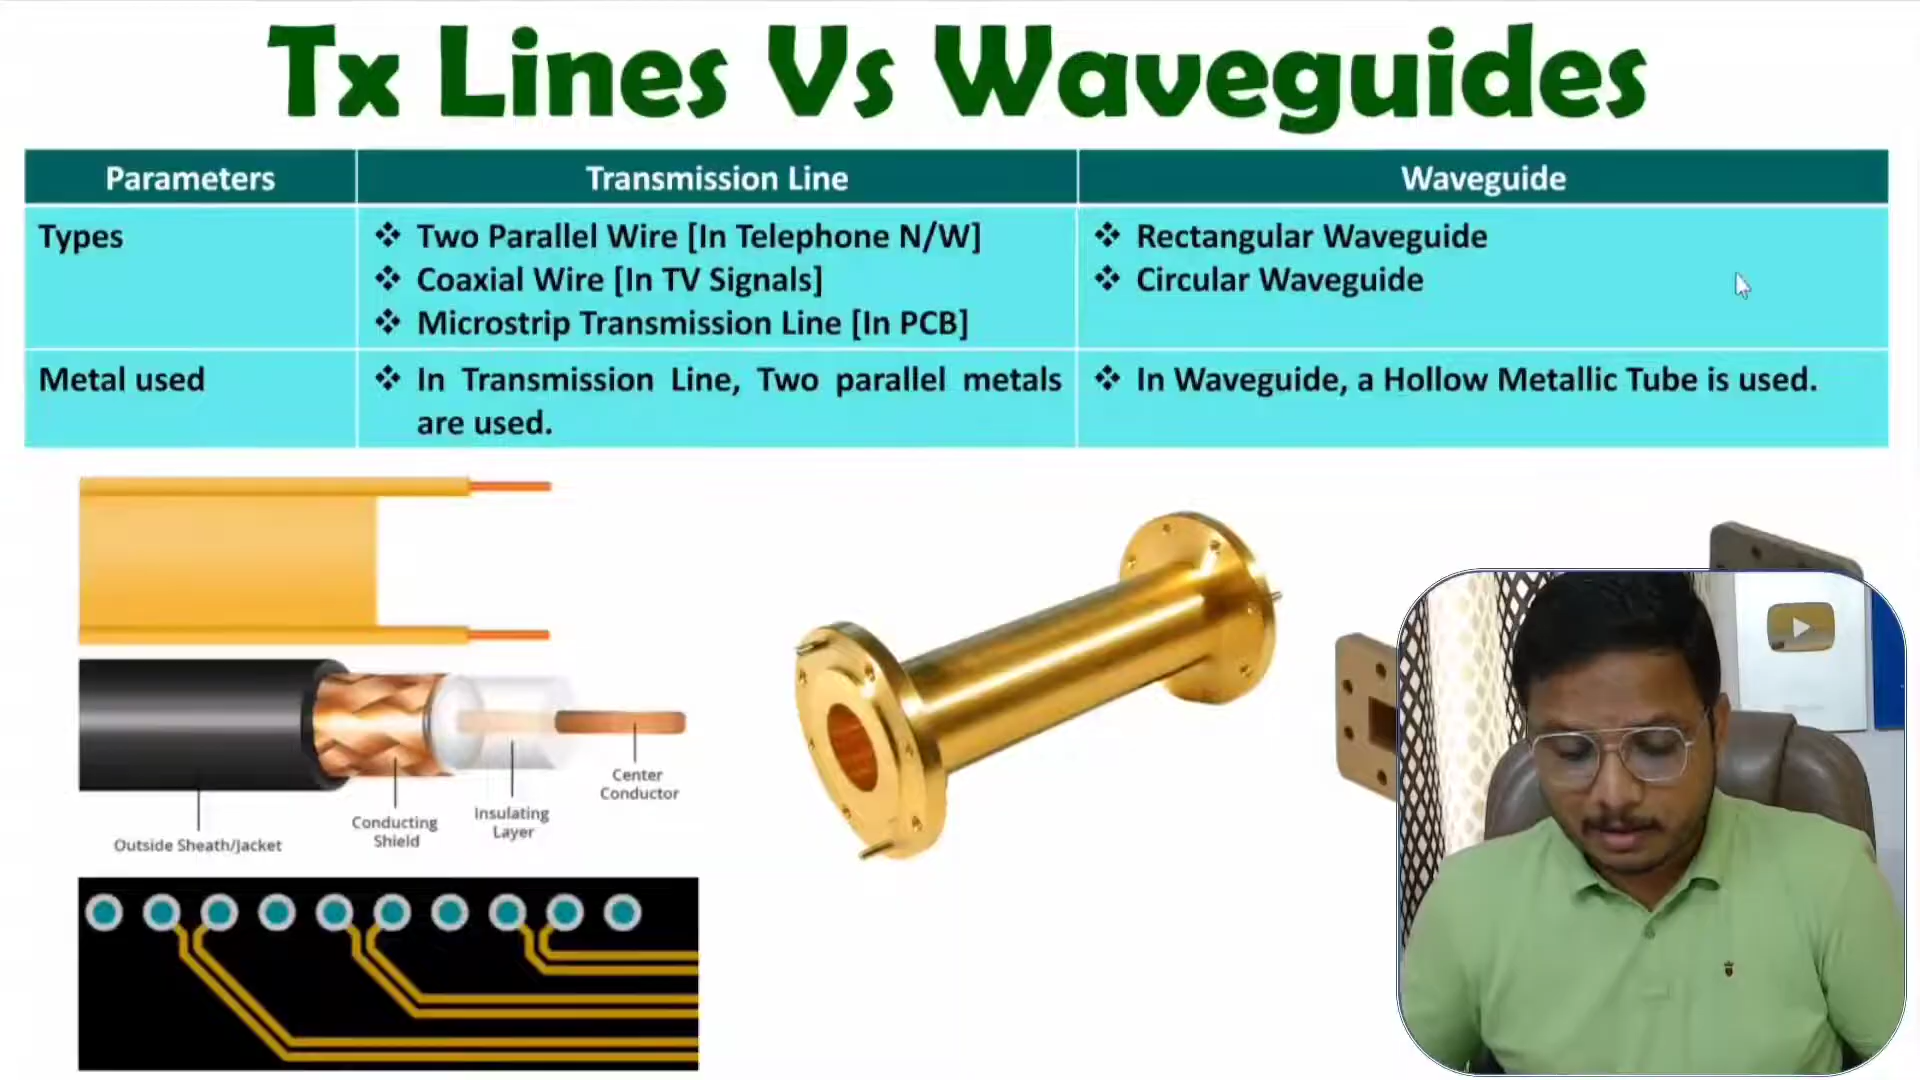 Tx Lines Vs Waveguides
Parameters
Transmission Line
Waveguide
Types
❖ Two Parallel Wire [In Telephone N/W]
❖ Coaxial Wire [In TV Signals]
❖ Microstrip Transmission Line [In PCB]
❖ Rectangular Waveguide
❖ Circular Waveguide
Metal used
❖ In Transmission Line, Two parallel metals
are used.
❖ In Waveguide, a Hollow Metallic Tube is used.
Outside Sheath/Jacket
Conducting
Shield
Insulating
Layer
Center
Conductor